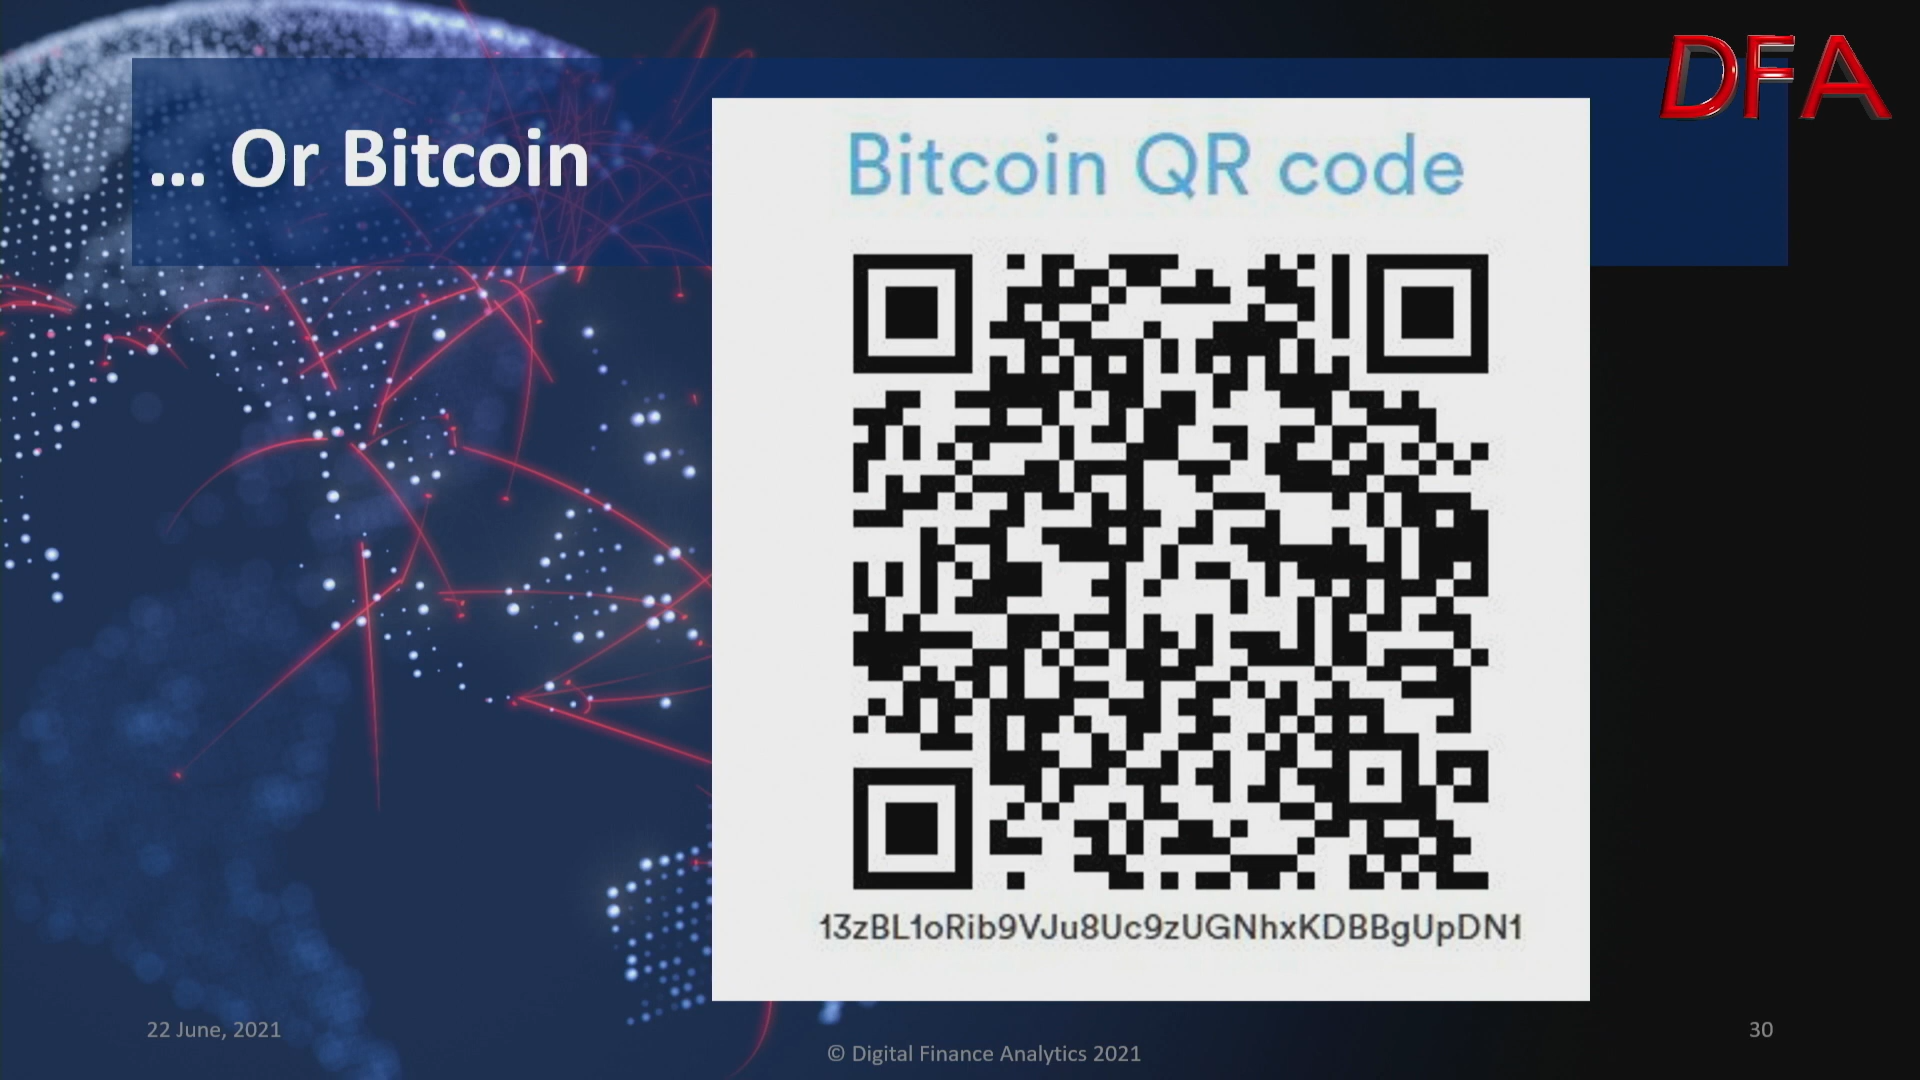 DFA
... Or Bitcoin
Bitcoin QR code
13zBL1oRib9VJu8Uc9zUGNhxKDBBgUpDN1
22 June, 2021
© Digital Finance Analytics 2021
30